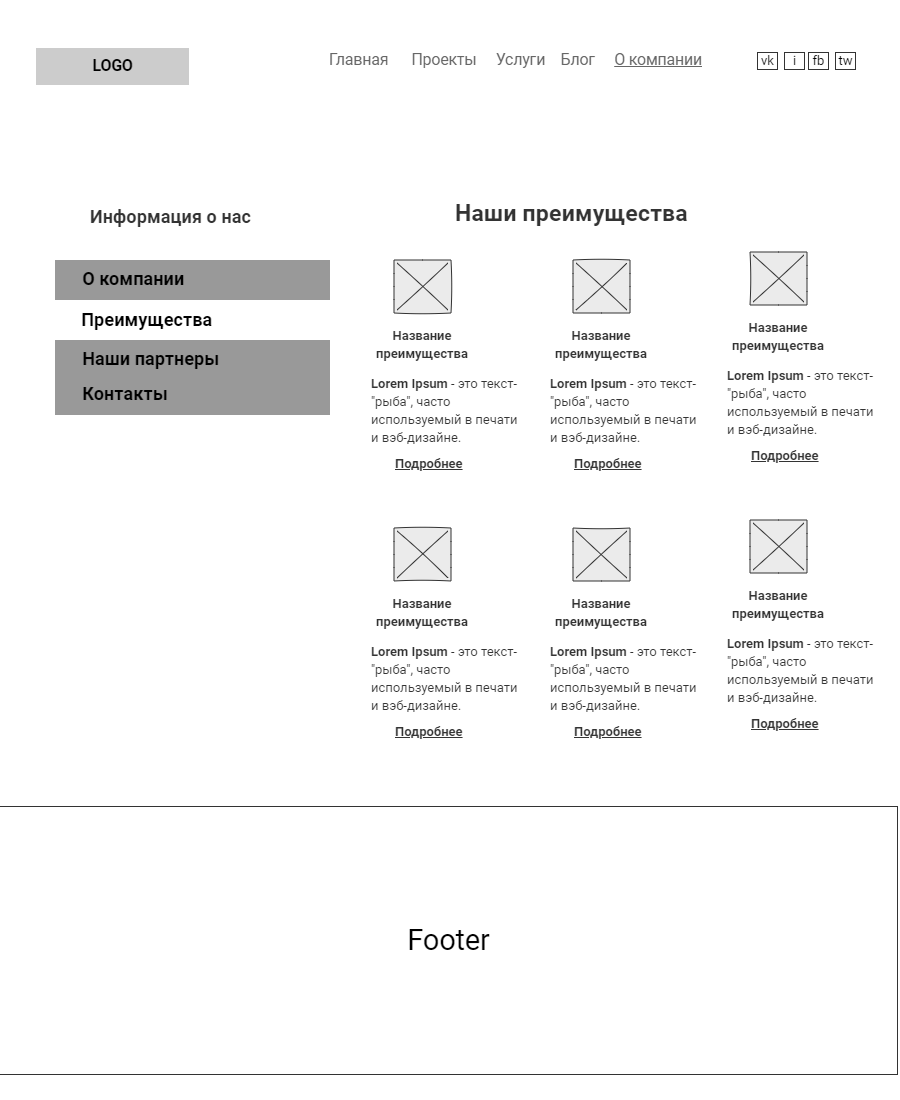 LOGO
Главная Проекты Услуги Блог О компании
vk i fb tw
Информация о нас
О компании
Преимущества
Наши партнеры
Контакты
Наши преимущества
Название
преимущества
Lorem Ipsum - это текст-
"рыба", часто
используемый в печати
и вэб-дизайне.
Подробнее
Название
преимущества
Lorem Ipsum - это текст-
"рыба", часто
используемый в печати
и вэб-дизайне.
Подробнее
Название
преимущества
Lorem Ipsum - это текст-
"рыба", часто
используемый в печати
и вэб-дизайне.
Подробнее
Название
преимущества
Lorem Ipsum - это текст-
"рыба", часто
используемый в печати
и вэб-дизайне.
Подробнее
Название
преимущества
Lorem Ipsum - это текст-
"рыба", часто
используемый в печати
и вэб-дизайне.
Подробнее
Название
преимущества
Lorem Ipsum - это текст-
"рыба", часто
используемый в печати
и вэб-дизайне.
Подробнее
Footer